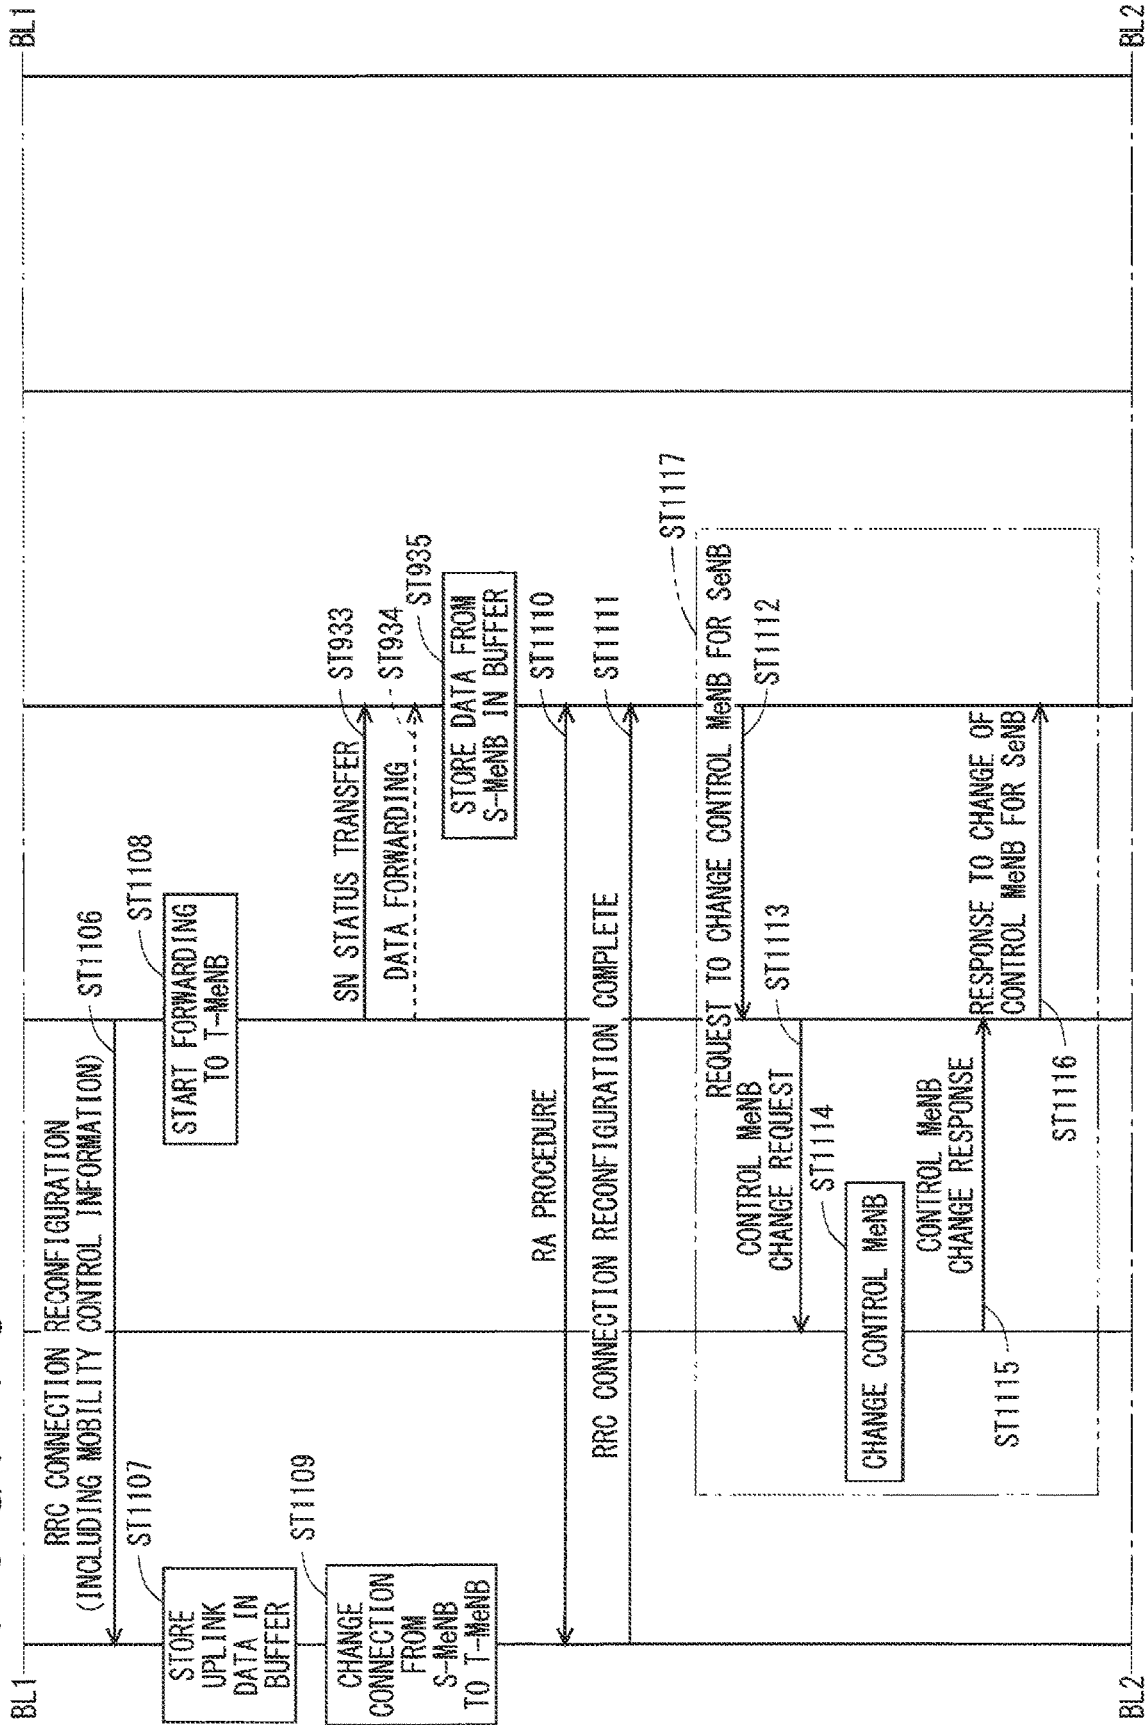 BL1
BL1
RRC CONNECTION RECONFIGURATION
(INCLUDING MOBILITY CONTROL INFORMATION)
ST1106
ST1107
STORE
UPLINK
DATA IN
BUFFER
ST1108
START FORWARDING
TO T-MeNB
ST1109
CHANGE
CONNECTION
FROM
S-MeNB
TO T-MeNB
SN STATUS TRANSFER
ST933
DATA FORWARDING
ST934
ST935
STORE DATA FROM
S-MeNB IN BUFFER
RA PROCEDURE
ST1110
RRC CONNECTION RECONFIGURATION COMPLETE
ST1111
ST1117
REQUEST TO CHANGE CONTROL MeNB FOR SeNB
ST1112
CONTROL MeNB
CHANGE REQUEST
ST1113
ST1114
CHANGE CONTROL MeNB
CONTROL MeNB
CHANGE RESPONSE
ST1115
RESPONSE TO CHANGE OF
CONTROL MeNB FOR SeNB
ST1116
BL2
BL2